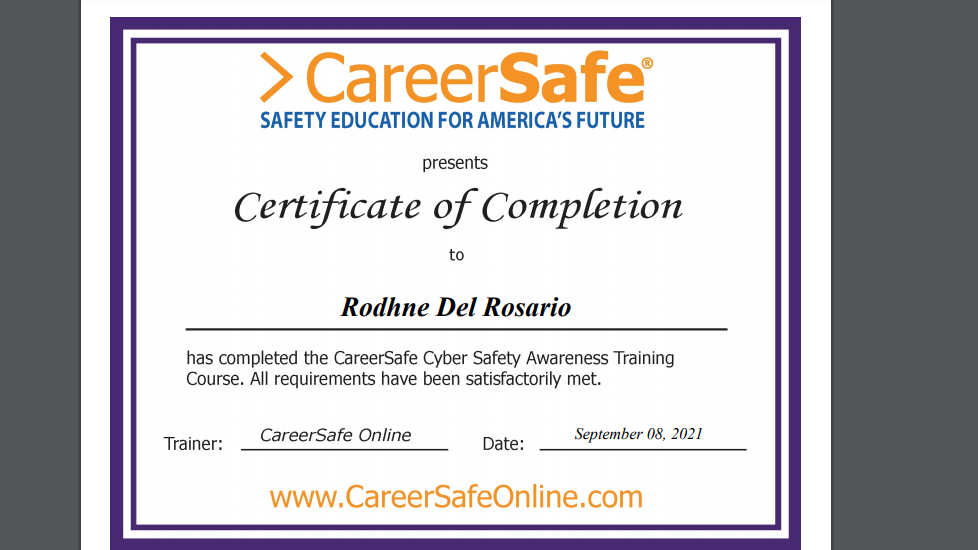 CareerSafe®
SAFETY EDUCATION FOR AMERICA'S FUTURE
presents
Certificate of Completion
to
Rodhne Del Rosario
has completed the CareerSafe Cyber Safety Awareness Training
Course. All requirements have been satisfactorily met.
Trainer: CareerSafe Online Date: September 08, 2021
www.CareerSafeOnline.com